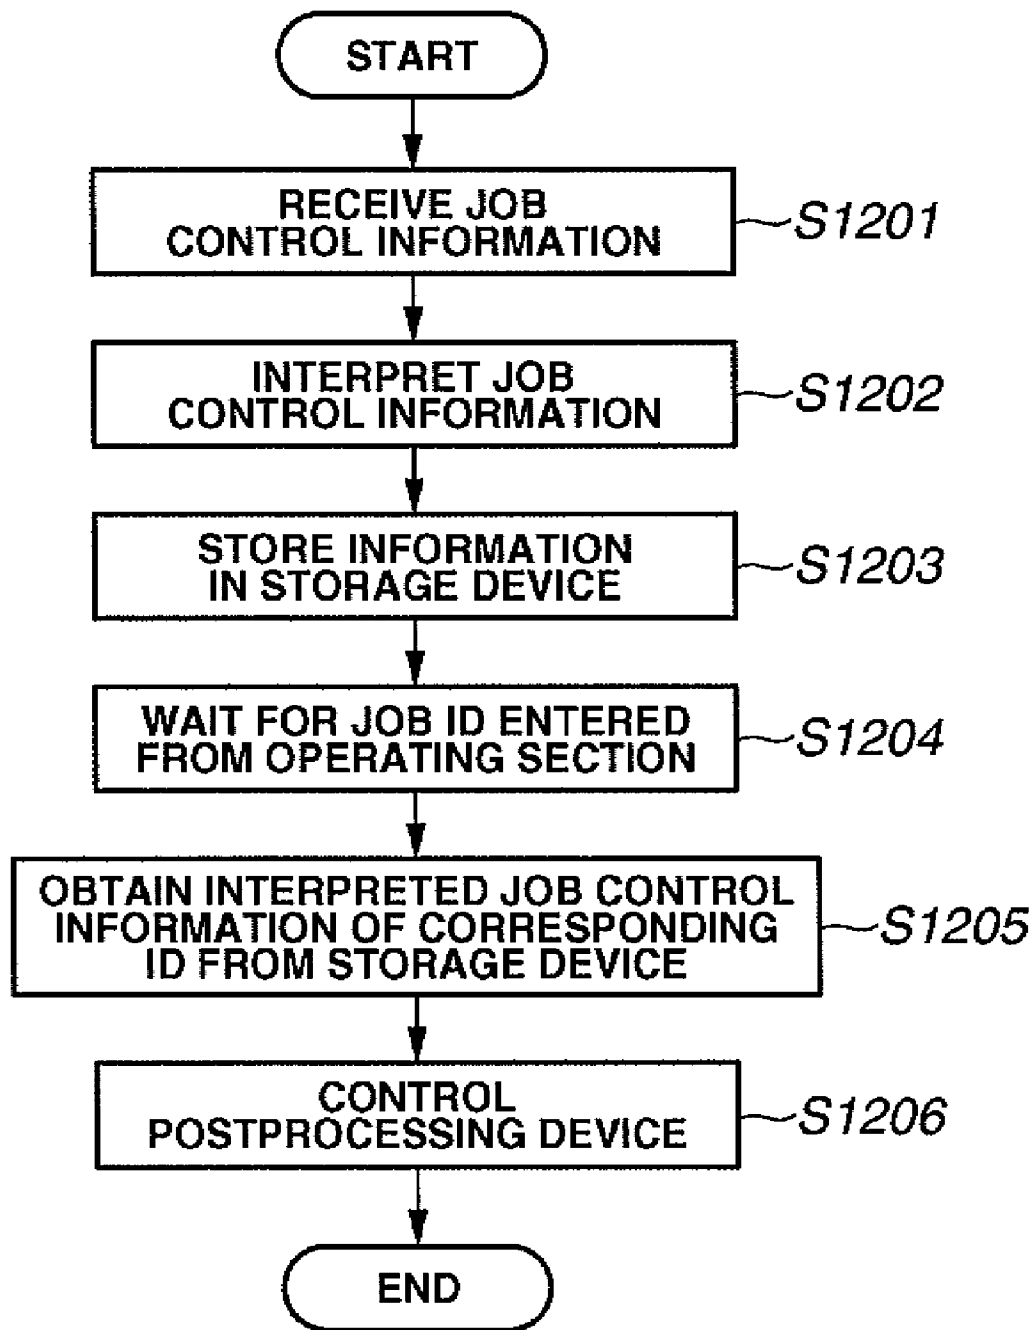 START
RECEIVE JOB
CONTROL INFORMATION
S1201
INTERPRET JOB
CONTROL INFORMATION
S1202
STORE INFORMATION
IN STORAGE DEVICE
S1203
WAIT FOR JOB ID ENTERED
FROM OPERATING SECTION
S1204
OBTAIN INTERPRETED JOB CONTROL
INFORMATION OF CORRESPONDING
ID FROM STORAGE DEVICE
S1205
CONTROL
POSTPROCESSING DEVICE
S1206
END